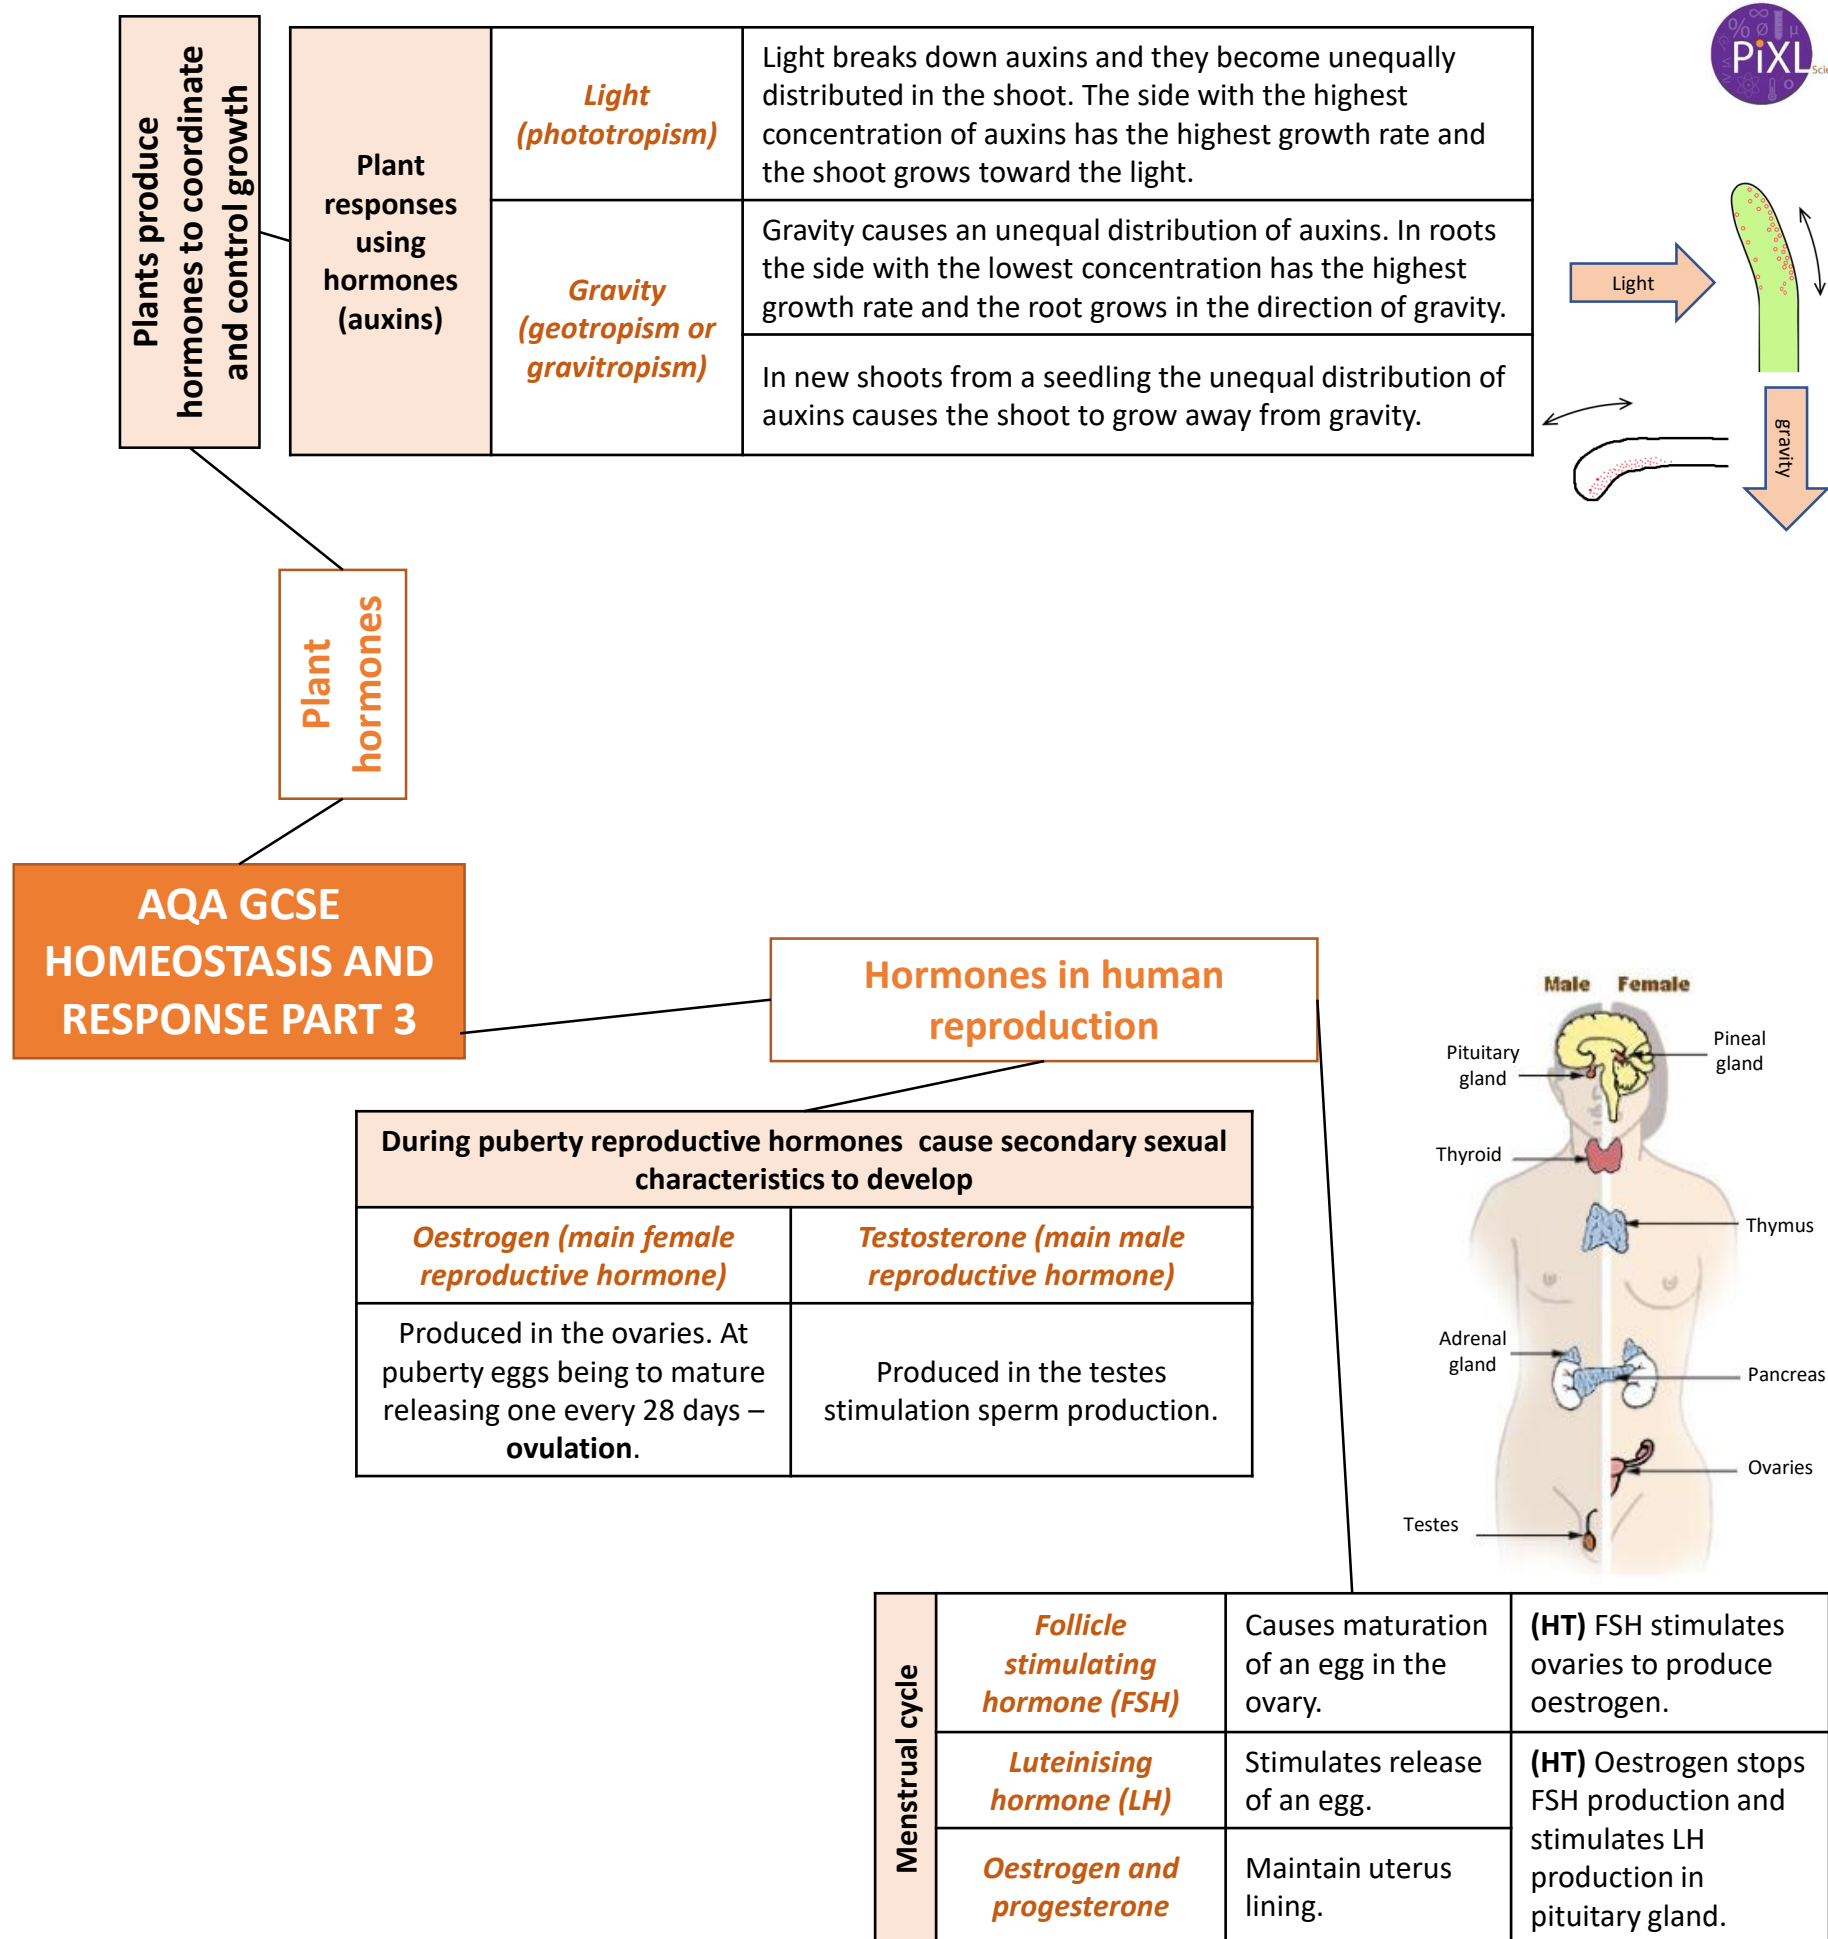 Plants produce
hormones to coordinate
and control growth
Plant
responses
using
hormones
(auxins)
Light
(phototropism)
Light breaks down auxins and they become unequally
distributed in the shoot. The side with the highest
concentration of auxins has the highest growth rate and
the shoot grows toward the light.
Gravity
(geotropism or
gravitropism)
Gravity causes an unequal distribution of auxins. In roots
the side with the lowest concentration has the highest
growth rate and the root grows in the direction of gravity.
In new shoots from a seedling the unequal distribution of
auxins causes the shoot to grow away from gravity.
PiXL
Light
gravity
Plant
hormones
AQA GCSE
HOMEOSTASIS AND
RESPONSE PART 3
Hormones in human
reproduction
During puberty reproductive hormones cause secondary sexual
characteristics to develop
Oestrogen (main female
reproductive hormone)
Testosterone (main male
reproductive hormone)
Produced in the ovaries. At
puberty eggs being to mature
releasing one every 28 days –
ovulation.
Produced in the testes
stimulation sperm production.
Male Female
Pituitary
gland
Pineal
gland
Thyroid
Thymus
Adrenal
gland
Pancreas
Ovaries
Testes
Menstrual cycle
Follicle
stimulating
hormone (FSH)
Causes maturation
of an egg in the
ovary.
(HT) FSH stimulates
ovaries to produce
oestrogen.
Luteinising
hormone (LH)
Stimulates release
of an egg.
(HT) Oestrogen stops
FSH production and
stimulates LH
production in
pituitary gland.
Oestrogen and
progesterone
Maintain uterus
lining.